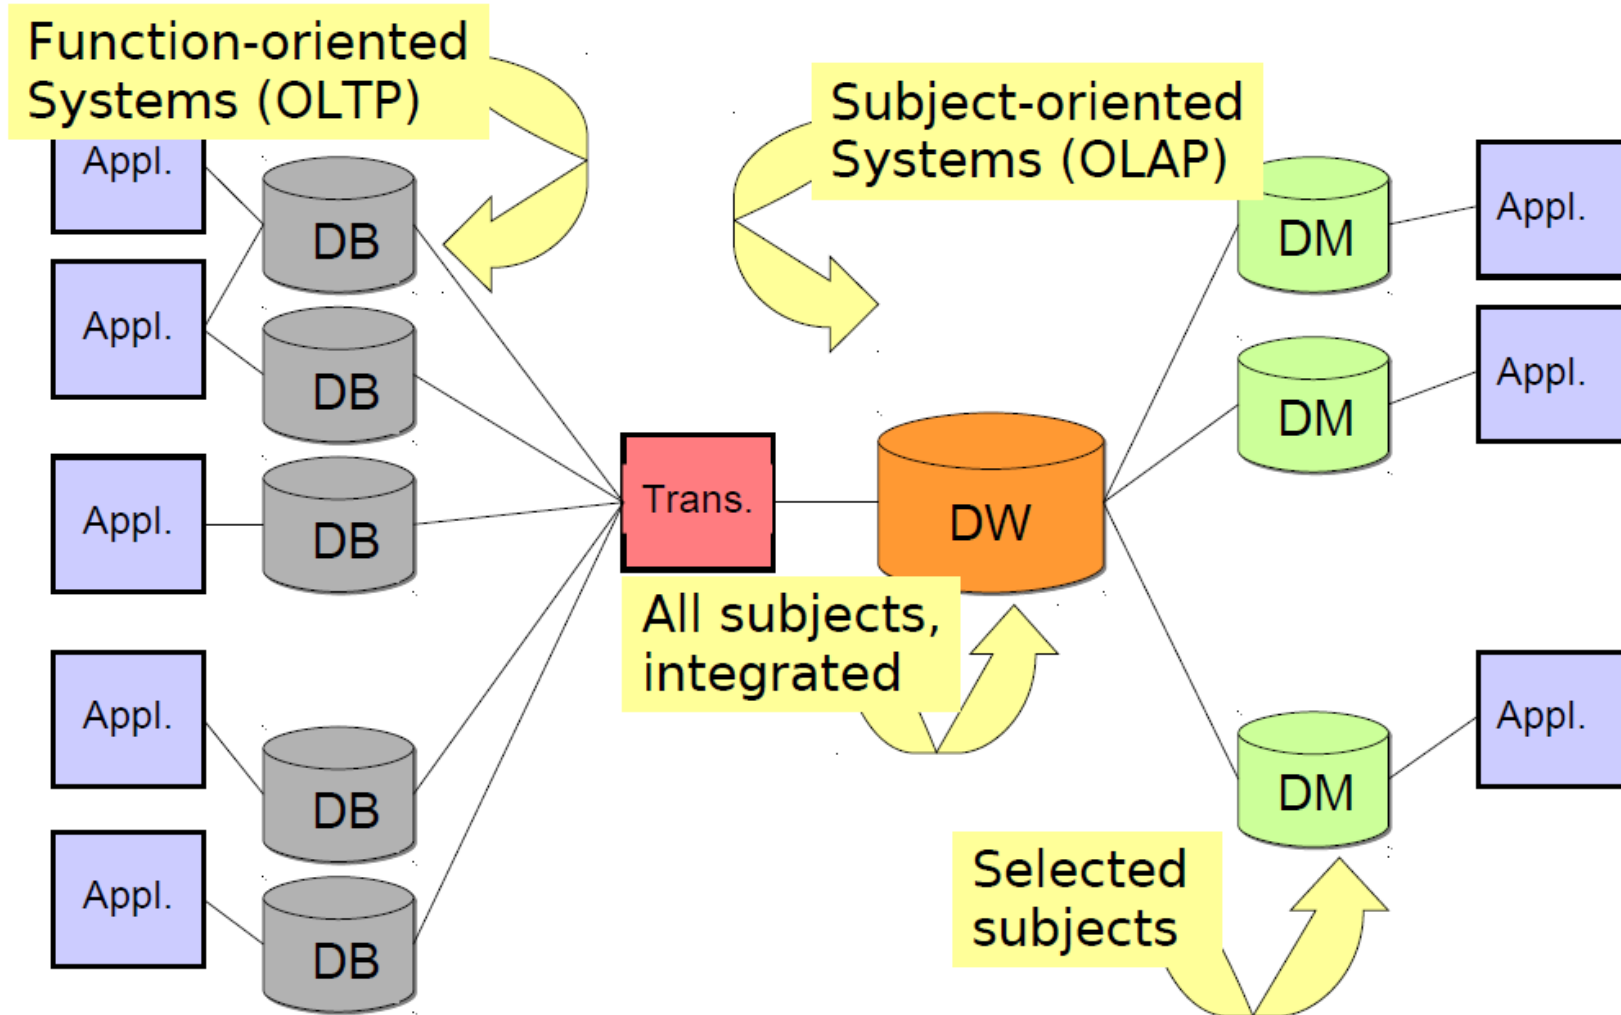 Function-oriented
Systems (OLTP)
Subject-oriented
Systems (OLAP)
Appl.
DB
DM
Appl.
Appl.
DB
DM
Appl.
Appl.
DB
Trans.
DW
All subjects,
integrated
Appl.
DB
DM
Appl.
Appl.
DB
Selected
subjects